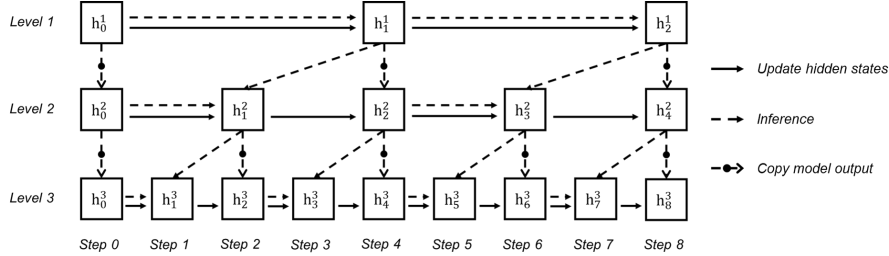 Level 1 h₀¹ h₁¹ h₂¹
Update hidden states
Level 2 h₀² h₁² h₂² h₃² h₄²
Inference
Copy model output
Level 3 h₀³ h₁³ h₂³ h₃³ h₄³ h₅³ h₆³ h₇³ h₈³
Step 0 Step 1 Step 2 Step 3 Step 4 Step 5 Step 6 Step 7 Step 8